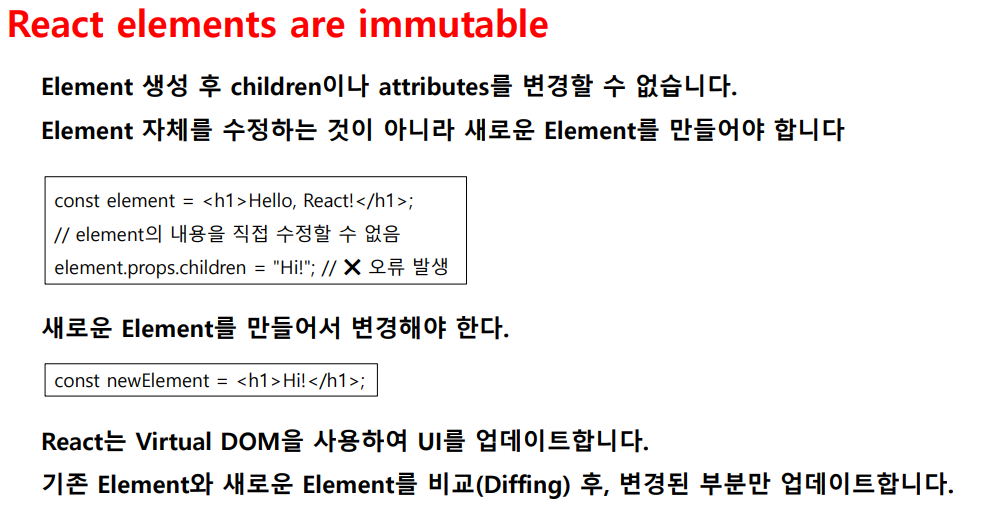 React elements are immutable
Element 생성 후 children이나 attributes를 변경할 수 없습니다.
Element 자체를 수정하는 것이 아니라 새로운 Element를 만들어야 합니다
const element = <h1>Hello, React!</h1>;
// element의 내용을 직접 수정할 수 없음
element.props.children = "Hi!"; // ❌ 오류 발생
새로운 Element를 만들어서 변경해야 한다.
const newElement = <h1>Hi!</h1>;
React는 Virtual DOM을 사용하여 UI를 업데이트합니다.
기존 Element와 새로운 Element를 비교(Diffing) 후, 변경된 부분만 업데이트합니다.